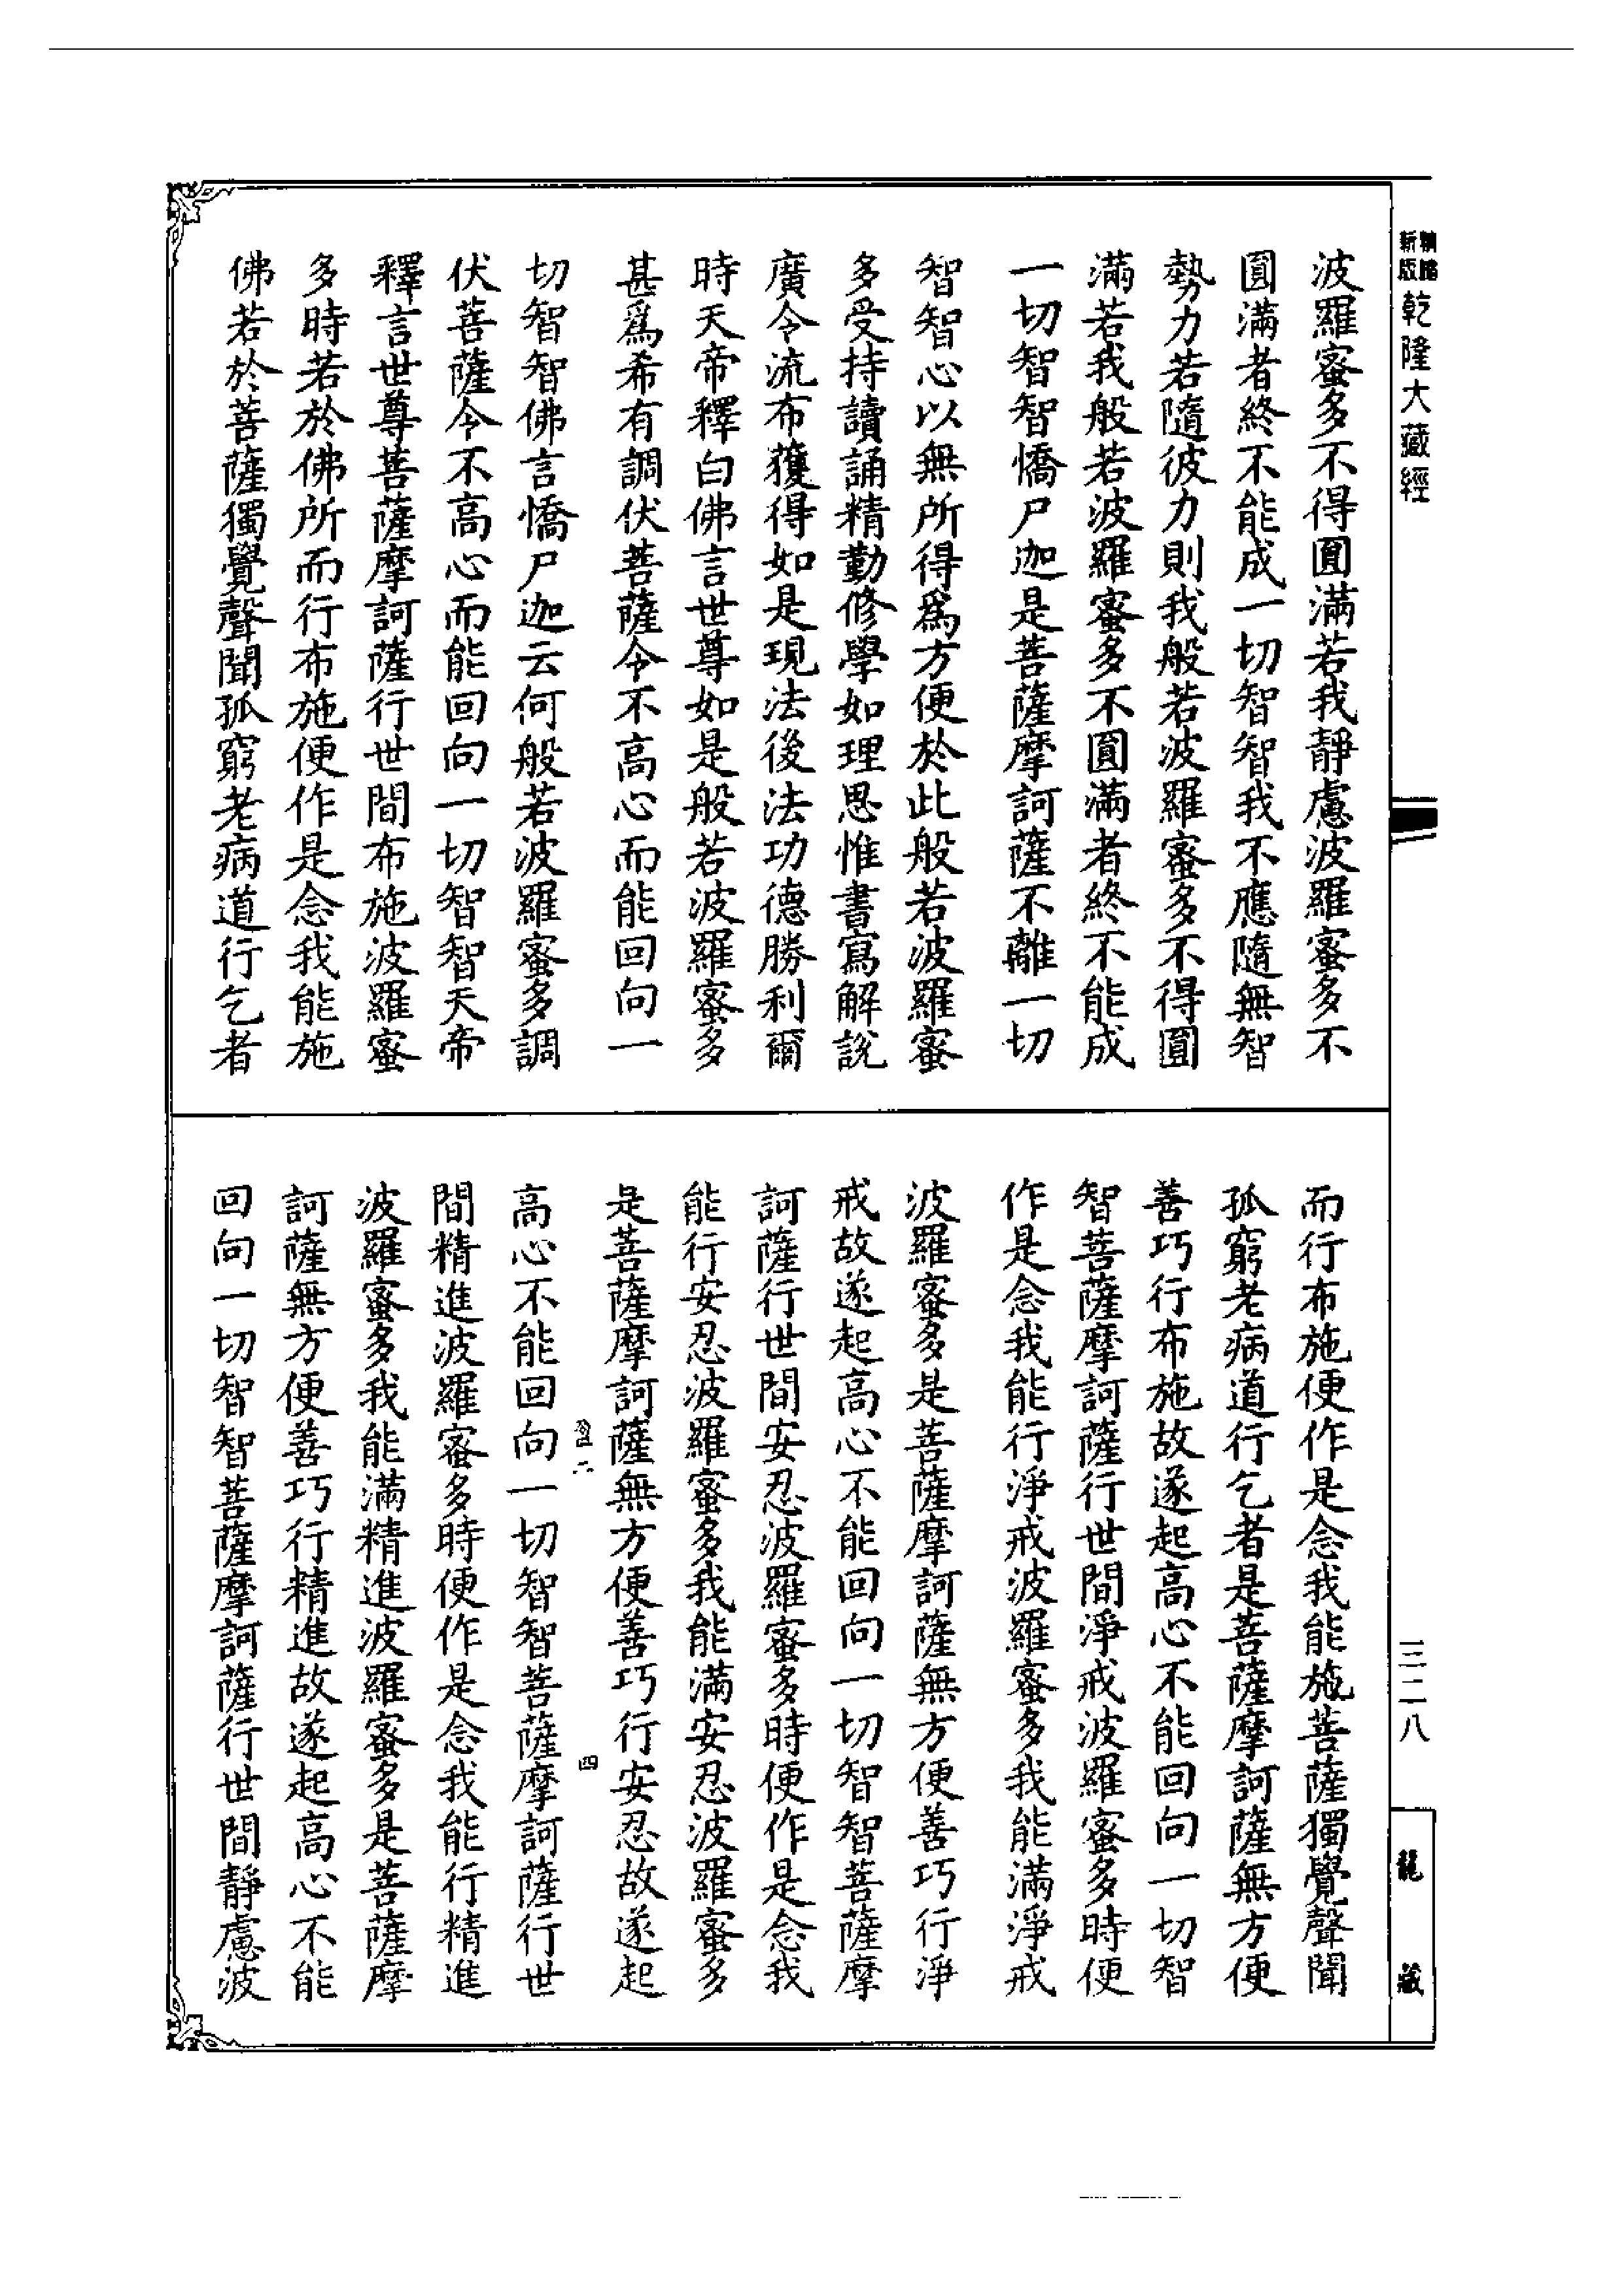 波羅蜜多不得圓滿若我靜慮波羅蜜多不
圓滿者終不能成一切智智我不應隨無智
勢力若隨彼力則我般若波羅蜜多不得圓
滿若我般若波羅蜜多不圓滿者終不能成
一切智智憍尸迦是菩薩摩訶薩不離一切
智智心以無所得爲方便於此般若波羅蜜
多受持讀誦精勤修學如理思惟書寫解說
廣令流布獲得如是現法後法功德勝利爾
時天帝釋白佛言世尊如是般若波羅蜜多
甚爲希有調伏菩薩令不高心而能回向一
切智智佛言憍尸迦云何般若波羅蜜多調
伏菩薩令不高心而能回向一切智智天帝
釋言世尊菩薩摩訶薩行世間布施波羅蜜
多時若於佛所而行布施便作是念我能施
佛若於菩薩獨覺聲聞孤窮老病道行乞者
而行布施便作是念我能施菩薩獨覺聲聞
孤窮老病道行乞者是菩薩摩訶薩無方便
善巧行布施故遂起高心不能回向一切智
智菩薩摩訶薩行世間淨戒波羅蜜多時便
作是念我能行淨戒波羅蜜多我能滿淨戒
波羅蜜多是菩薩摩訶薩無方便善巧行淨
戒故遂起高心不能回向一切智智菩薩摩
訶薩行世間安忍波羅蜜多時便作是念我
能行安忍波羅蜜多我能滿安忍波羅蜜多
是菩薩摩訶薩無方便善巧行安忍故遂起
四
高心不能回向一切智智菩薩摩訶薩行世
間精進波羅蜜多時便作是念我能行精進
波羅蜜多我能滿精進波羅蜜多是菩薩摩
訶薩無方便善巧行精進故遂起高心不能
回向一切智智菩薩摩訶薩行世間靜慮波
新版
乾隆大藏經
三二八
龍藏